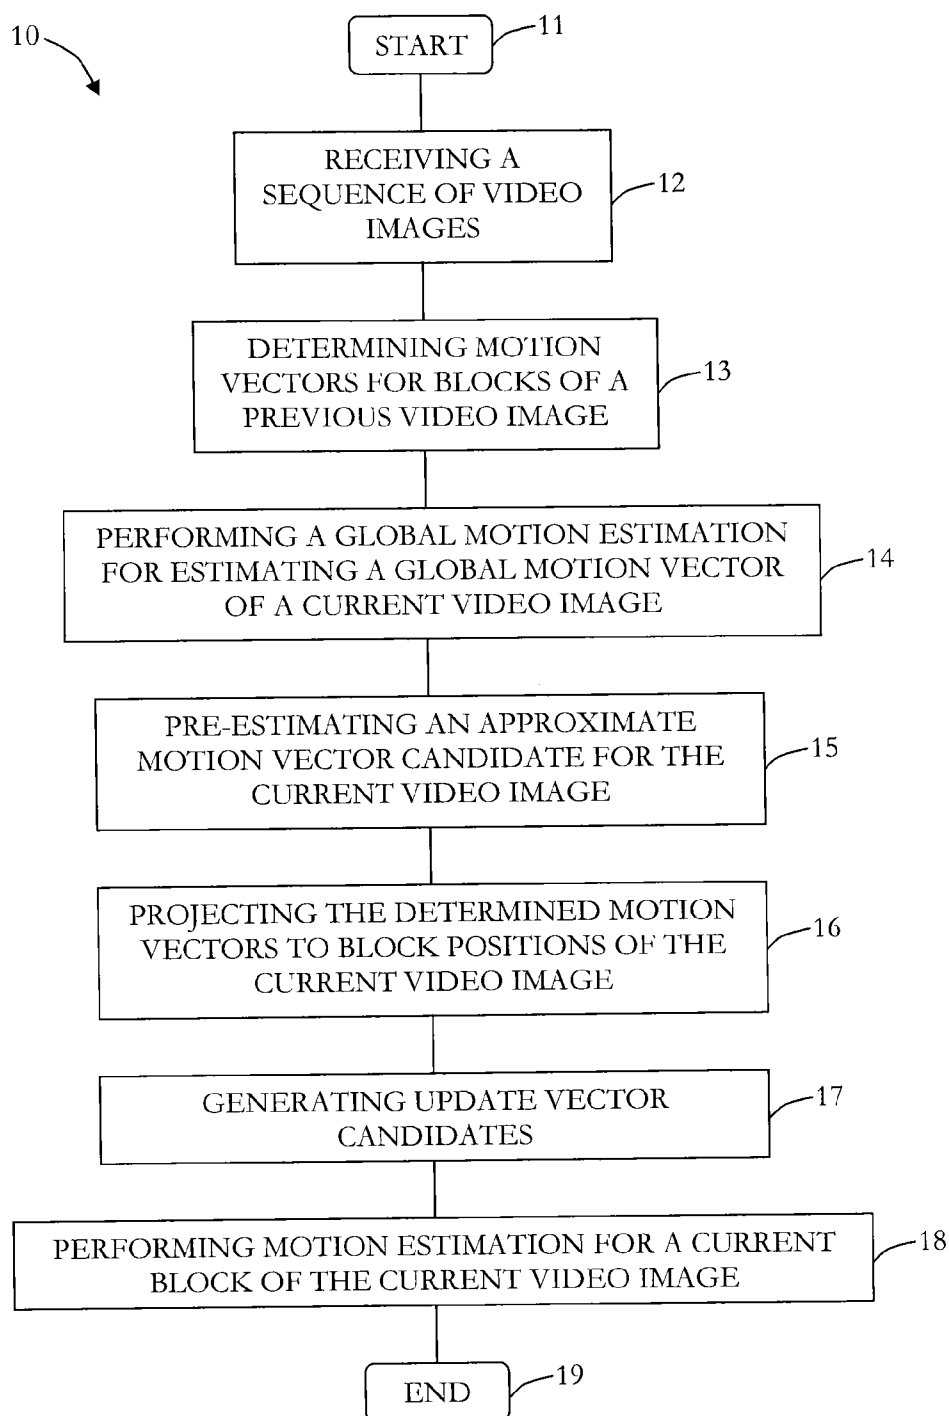 10
START
11
RECEIVING A
SEQUENCE OF VIDEO
IMAGES
12
DETERMINING MOTION
VECTORS FOR BLOCKS OF A
PREVIOUS VIDEO IMAGE
13
PERFORMING A GLOBAL MOTION ESTIMATION
FOR ESTIMATING A GLOBAL MOTION VECTOR
OF A CURRENT VIDEO IMAGE
14
PRE-ESTIMATING AN APPROXIMATE
MOTION VECTOR CANDIDATE FOR THE
CURRENT VIDEO IMAGE
15
PROJECTING THE DETERMINED MOTION
VECTORS TO BLOCK POSITIONS OF THE
CURRENT VIDEO IMAGE
16
GENERATING UPDATE VECTOR
CANDIDATES
17
PERFORMING MOTION ESTIMATION FOR A CURRENT
BLOCK OF THE CURRENT VIDEO IMAGE
18
END
19